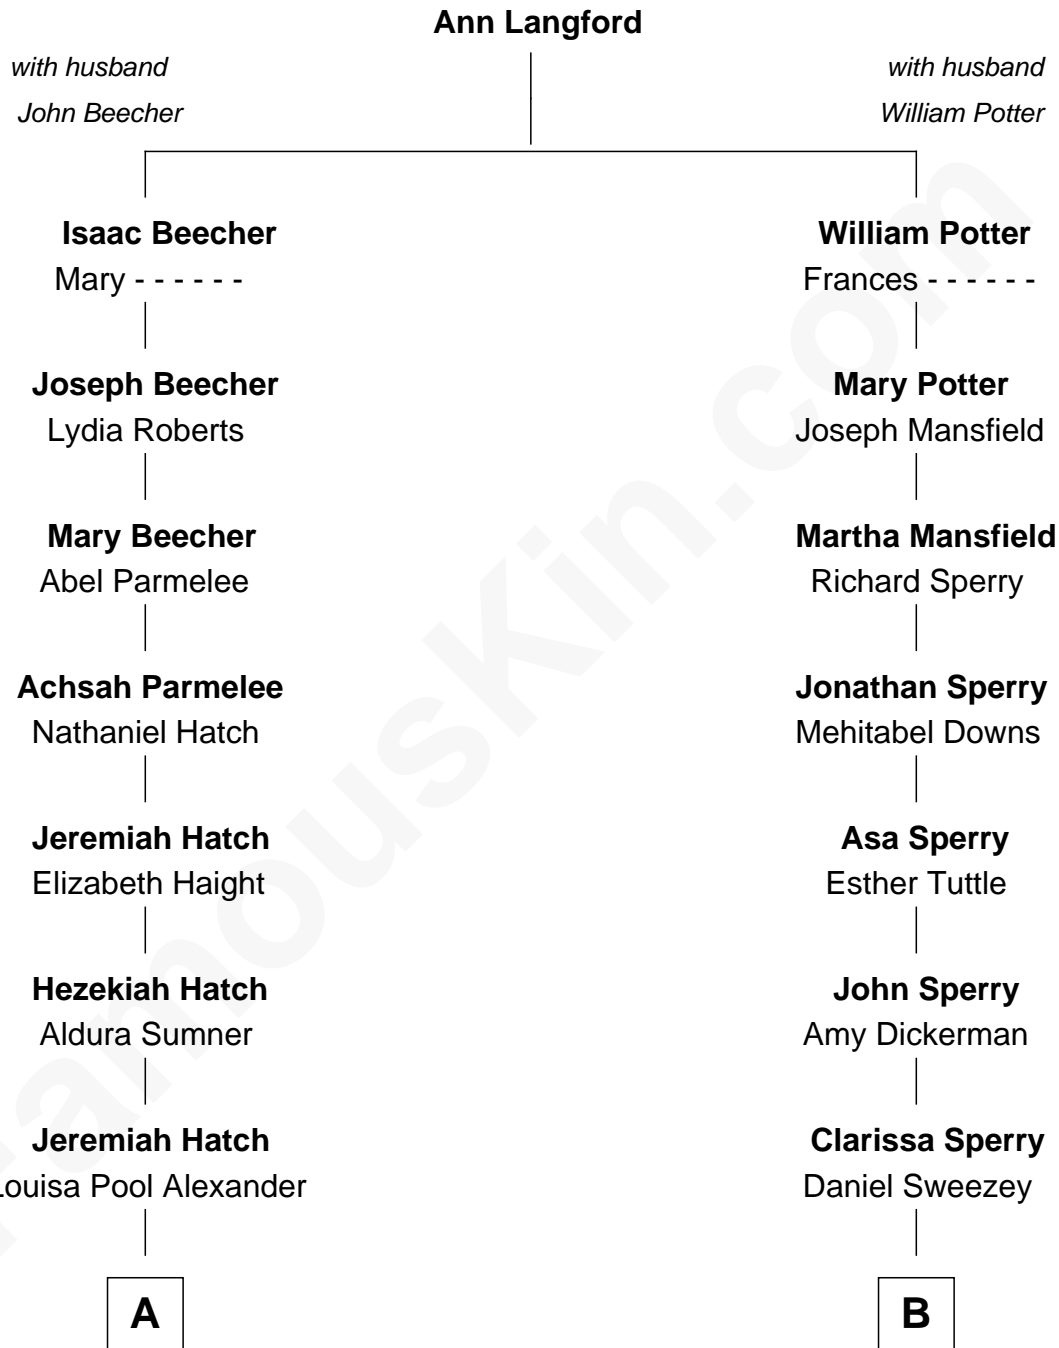 Ann Langford
with husband
John Beecher
with husband
William Potter
Isaac Beecher
Mary - - - - - -
William Potter
Frances - - - - - -
Joseph Beecher
Lydia Roberts
Mary Potter
Joseph Mansfield
Mary Beecher
Abel Parmelee
Martha Mansfield
Richard Sperry
Achsah Parmelee
Nathaniel Hatch
Jonathan Sperry
Mehitabel Downs
Jeremiah Hatch
Elizabeth Haight
Asa Sperry
Esther Tuttle
Hezekiah Hatch
Aldura Sumner
John Sperry
Amy Dickerman
Jeremiah Hatch
Louisa Pool Alexander
Clarissa Sperry
Daniel Sweezey
A
B
FamousKin.com